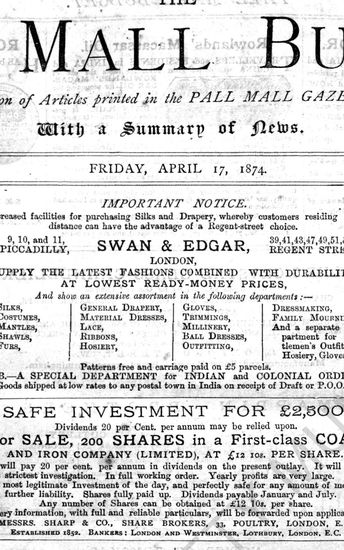 THE
MALL BU
on of Articles printed in the PALL MALL GAZE
With a Summary of News.
FRIDAY, APRIL 17, 1874.
IMPORTANT NOTICE.
creased facilities for purchasing Silks and Drapery, whereby customers residing
distance can have the advantage of a Regent-street choice.
9, 10, and 11,
PICCADILLY,
SWAN & EDGAR,
39,41,43,47,49,51,5
REGENT STRE
LONDON,
UPPLY THE LATEST FASHIONS COMBINED WITH DURABILIT
AT LOWEST READY-MONEY PRICES,
And show an extensive assortment in the following departments:—
SILKS,
COSTUMES,
MANTLES,
SHAWLS,
FURS,
GENERAL DRAPERY,
MATERIAL DRESSES,
LACE,
RIBBONS,
HOSIERY,
GLOVES,
TRIMMINGS,
MILLINERY,
BALL DRESSES,
OUTFITTING,
DRESSMAKING,
FAMILY MOURNI
And a separate
partment for
tlemen's Outfit
Hosiery, Glove
Patterns free and carriage paid on £5 parcels.
B.—A SPECIAL DEPARTMENT for INDIAN and COLONIAL ORDE
Goods shipped at low rates to any postal town in India on receipt of Draft or P.O.O
SAFE INVESTMENT FOR £2,500
Dividends 20 per Cent. per annum may be relied upon.
or SALE, 200 SHARES in a First-class COA
AND IRON COMPANY (LIMITED), AT £12 10s. PER SHARE.
will pay 20 per cent. per annum in dividends on the present outlay. It will
strictest investigation. In full working order. Yearly profits are very large.
most legitimate Investment of the day, and perfectly safe for any amount of mo
further liability. Shares fully paid up. Dividends payable January and July.
Any number of Shares can be obtained at £12 10s. per share.
ery information, with full and reliable particulars, will be forwarded upon applica
MESSRS. SHARP & CO., SHARE BROKERS, 33, POULTRY, LONDON, E.
Established 1852. BANKERS: LONDON AND WESTMINSTER, LOTHBURY, LONDON, E.C.